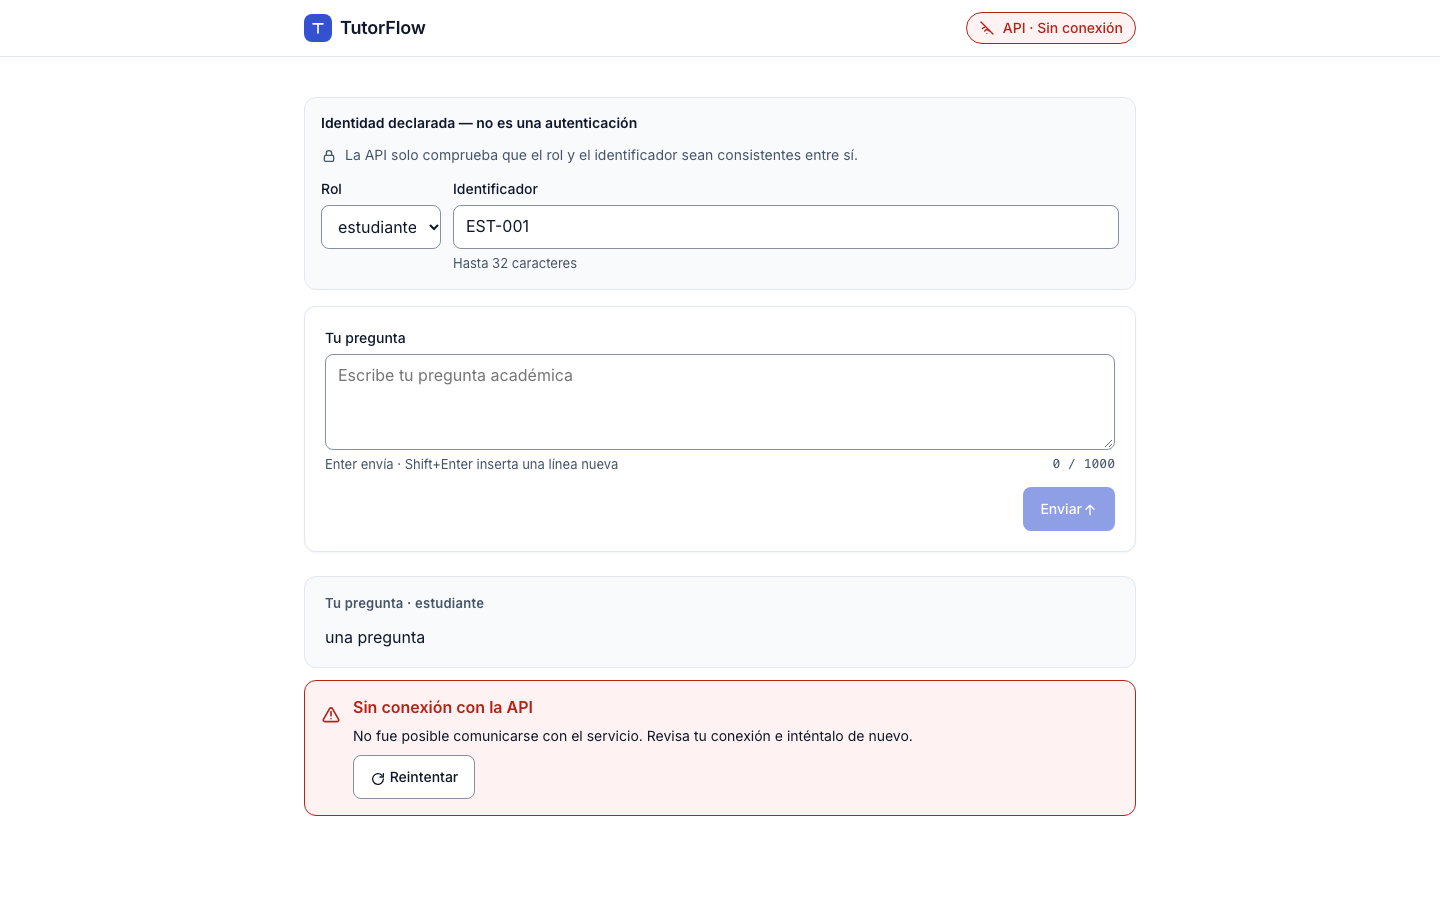 T TutorFlow
API · Sin conexión
Identidad declarada — no es una autenticación
La API solo comprueba que el rol y el identificador sean consistentes entre sí.
Rol
Identificador
estudiante
EST-001
Hasta 32 caracteres
Tu pregunta
Escribe tu pregunta académica
Enter envía · Shift+Enter inserta una línea nueva
0 / 1000
Enviar ↑
Tu pregunta · estudiante
una pregunta
Sin conexión con la API
No fue posible comunicarse con el servicio. Revisa tu conexión e inténtalo de nuevo.
Reintentar